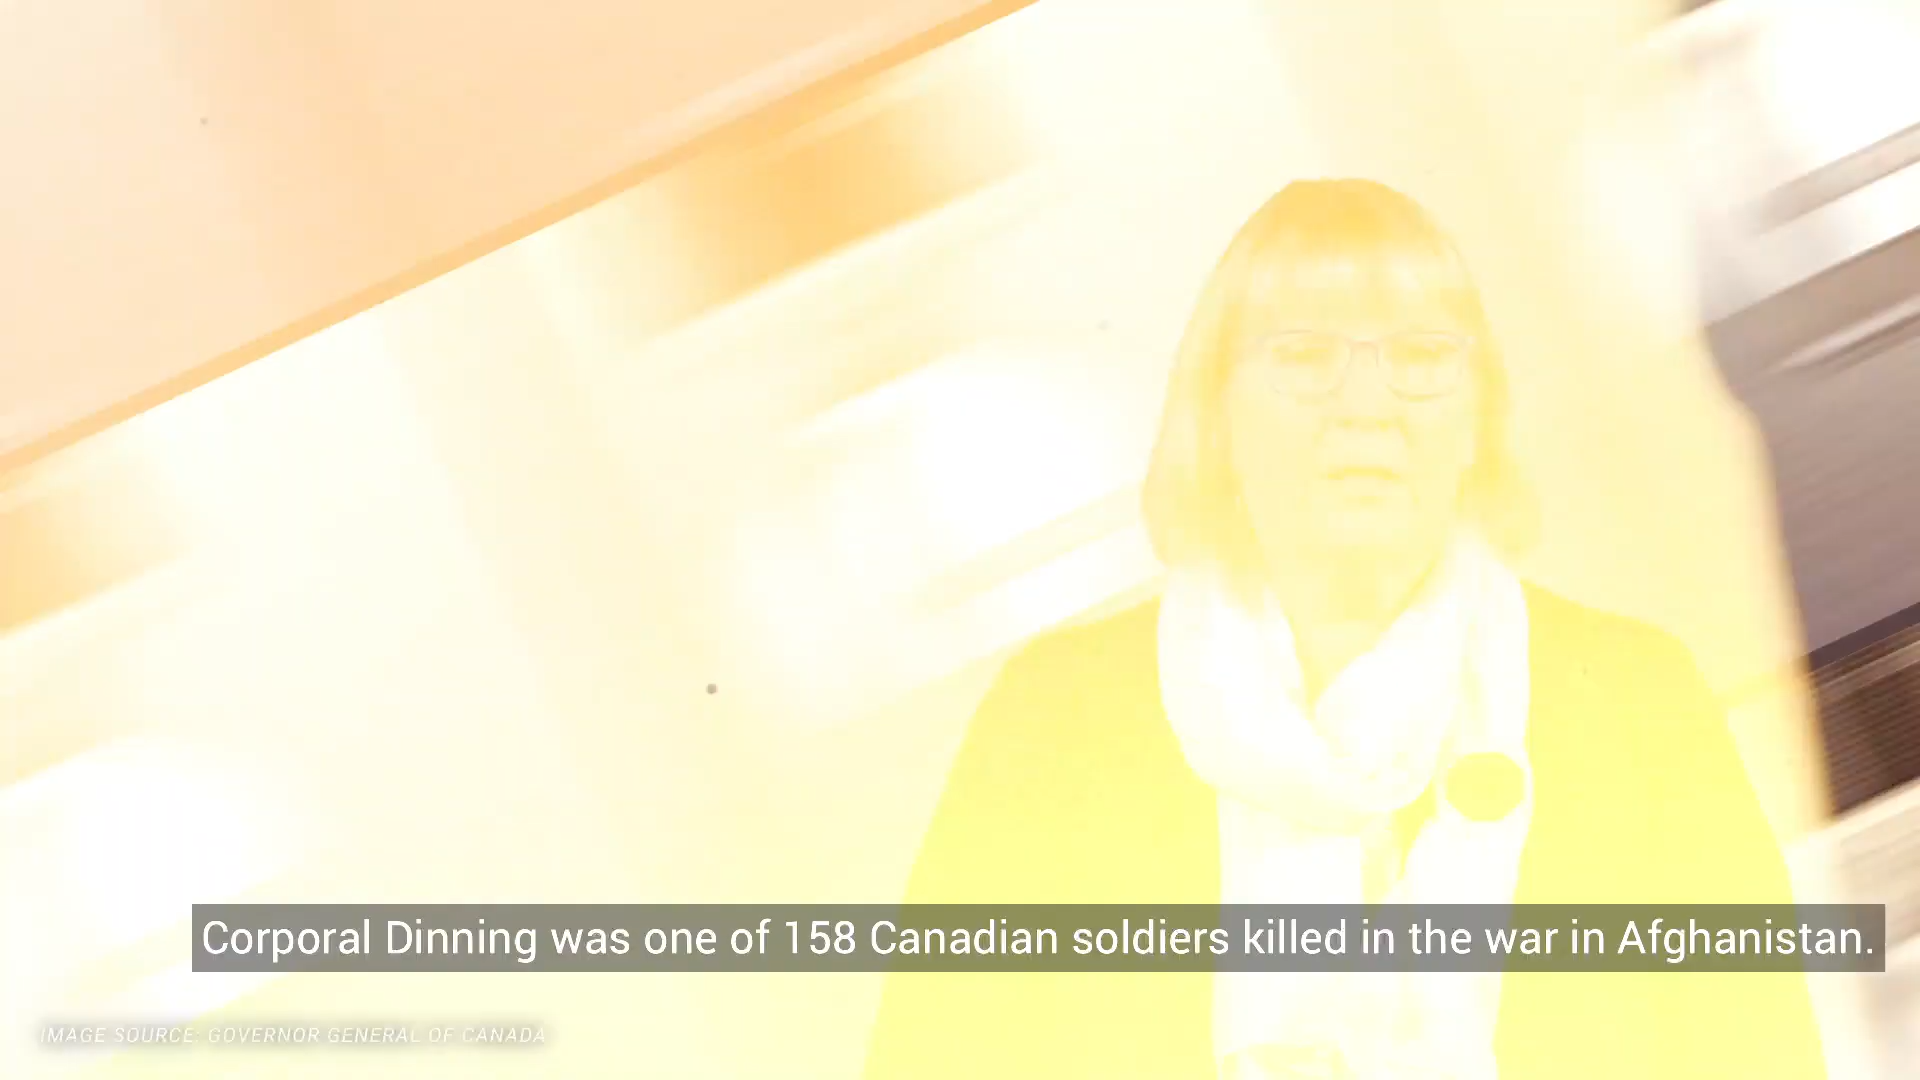 Corporal Dinning was one of 158 Canadian soldiers killed in the war in Afghanistan.
IMAGE SOURCE: GOVERNOR GENERAL OF CANADA